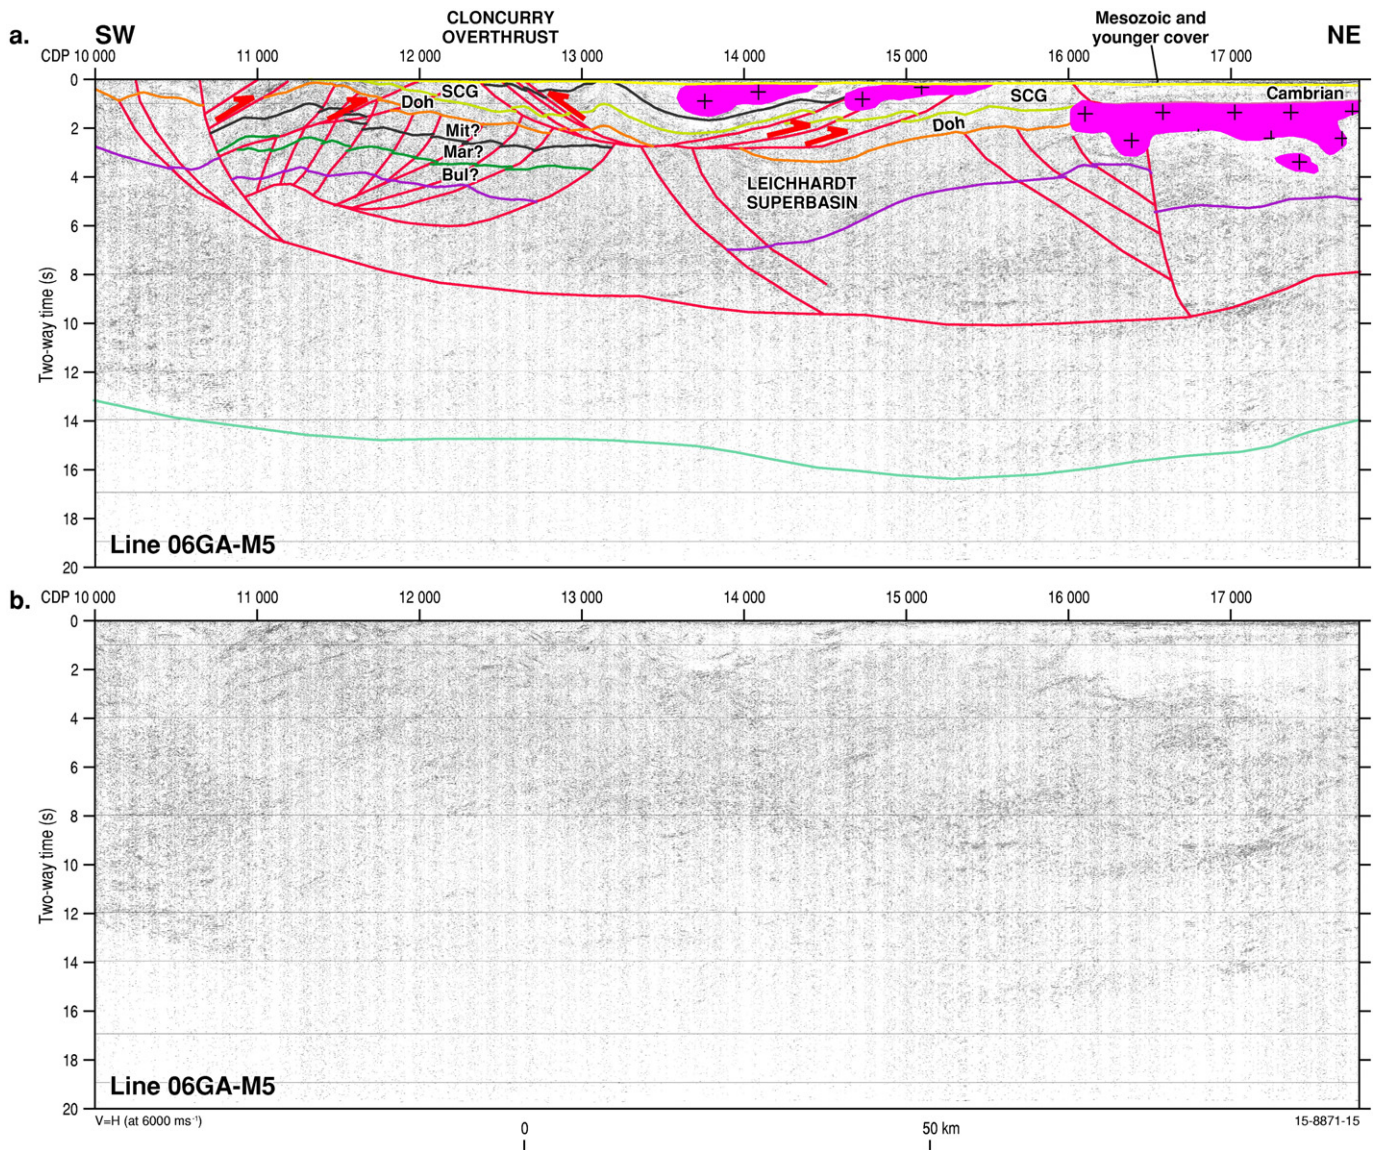 a.
SW
CLONCURRY
OVERTHRUST
Mesozoic and
younger cover
NE
CDP 10 000 11 000 12 000 13 000 14 000 15 000 16 000 17 000
0
SCG
Doh
SCG
Cambrian
2
Mit?
Doh
Mar?
4
Bul?
LEICHHARDT
SUPERBASIN
6
8
10
12
14
16
18
20
Two-way time (s)
Line 06GA-M5
b.
CDP 10 000 11 000 12 000 13 000 14 000 15 000 16 000 17 000
0
2
4
6
8
10
12
14
16
18
20
Two-way time (s)
Line 06GA-M5
V=H (at 6000 ms⁻¹)
15-8871-15
0 50 km